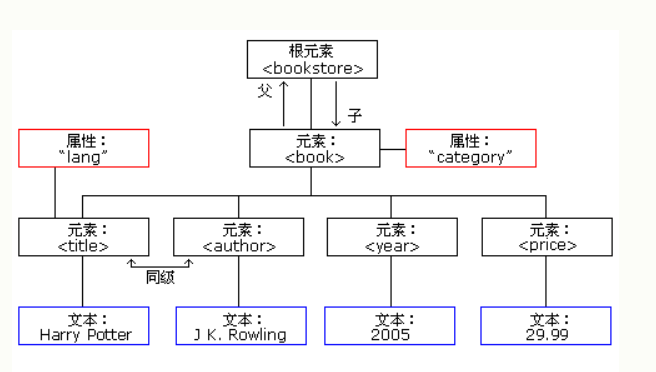 根元素
<bookstore>
父
子
属性：
“lang”
元素：
<book>
属性：
“category”
元素：
<title>
元素：
<author>
元素：
<year>
元素：
<price>
同级
文本：
Harry Potter
文本：
J K. Rowling
文本：
2005
文本：
29.99